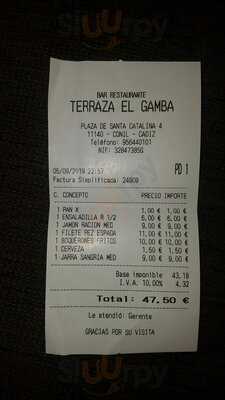 BAR RESTAURANTE
TERRAZA EL GAMBA
PLAZA DE SANTA CATALINA 4
11140 - CONIL - CADIZ
Teléfono: 956440101
NIF: 32847385G
05/08/2019 22:57 PD 1
Factura Simplificada: 24909
C. CONCEPTO PRECIO IMPORTE
1 PAN X 1,00 € 1,00 €
1 ENSALADILLA R 1/2 6,00 € 6,00 €
1 JAMON RACION MED 9,00 € 9,00 €
1 FILETE PEZ ESPADA 11,00 € 11,00 €
1 BOQUERONES FRITOS 10,00 € 10,00 €
1 CERVEZA 1,50 € 1,50 €
1 JARRA SANGRIA MED 9,00 € 9,00 €
Base imponible 43,18
I.V.A. 10,00% 4,32
Total: 47,50 €
Le atendió: Gerente
GRACIAS POR SU VISITA
Sluurpy